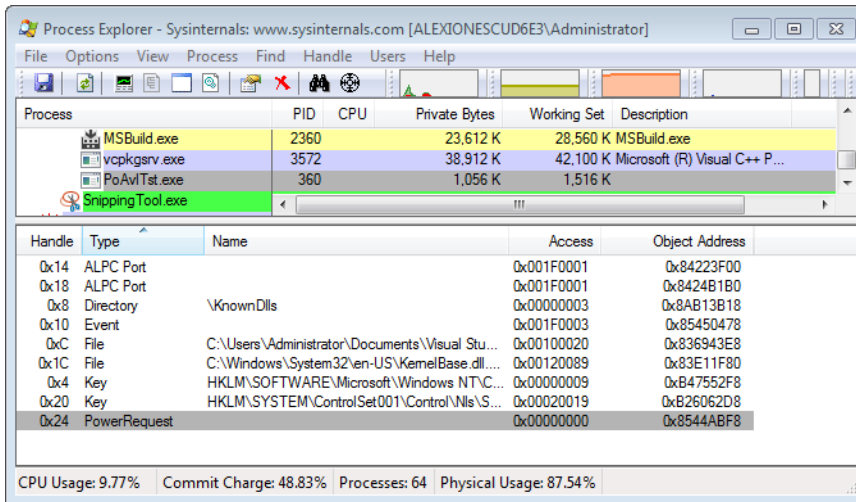 Process Explorer - Sysinternals: www.sysinternals.com [ALEXIONESCUD6E3\Administrator]
File Options View Process Find Handle Users Help
Process PID CPU Private Bytes Working Set Description
MSBuild.exe 2360 23,612 K 28,560 K MSBuild.exe
vcpkgsrv.exe 3572 38,912 K 42,100 K Microsoft (R) Visual C++ P...
PoAvlTst.exe 360 1,056 K 1,516 K
SnippingTool.exe
Handle Type Name Access Object Address
0x14 ALPC Port 0x001F0001 0x84223F00
0x18 ALPC Port 0x001F0001 0x8424B1B0
0x8 Directory \KnownDlls 0x00000003 0x8AB13B18
0x10 Event 0x001F0003 0x85450478
0xC File C:\Users\Administrator\Documents\Visual Stu... 0x00100020 0x836943E8
0x1C File C:\Windows\System32\en-US\KernelBase.dll.... 0x00120089 0x83E11F80
0x4 Key HKLM\SOFTWARE\Microsoft\Windows NT\C... 0x00000009 0xB47552F8
0x20 Key HKLM\SYSTEM\ControlSet001\Control\Nls\S... 0x00020019 0xB26062D8
0x24 PowerRequest 0x00000000 0x8544ABF8
CPU Usage: 9.77% Commit Charge: 48.83% Processes: 64 Physical Usage: 87.54%